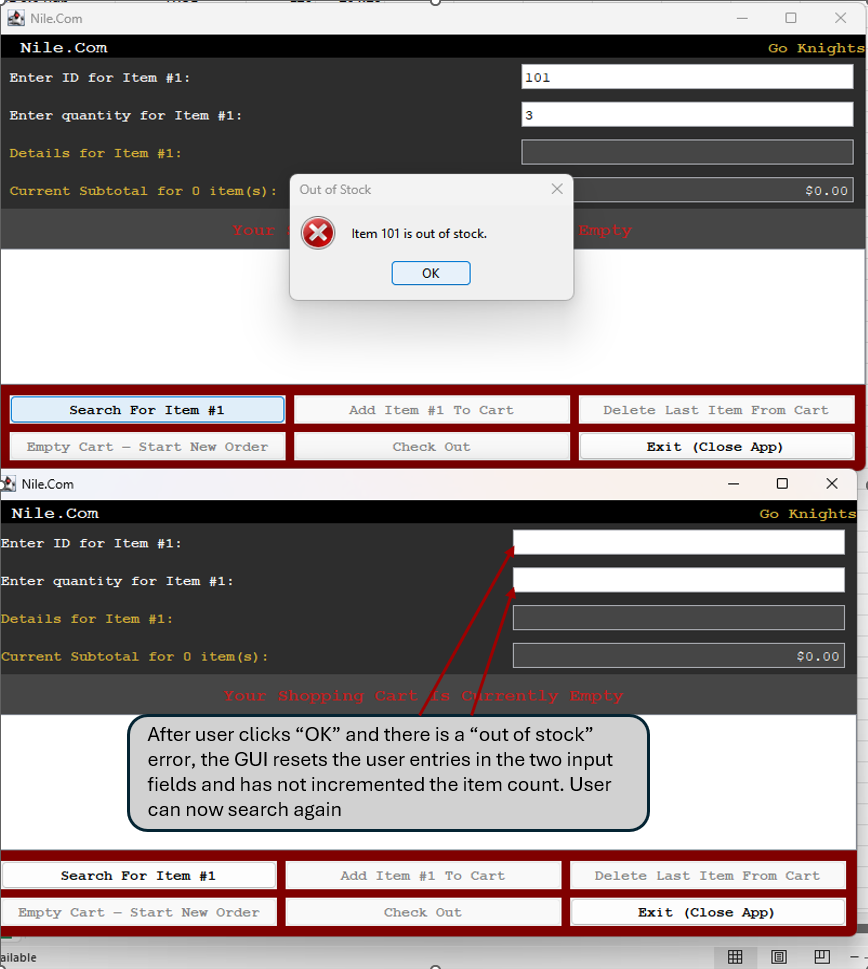 Nile.Com
Nile.Com
Go Knights
Enter ID for Item #1:
101
Enter quantity for Item #1:
3
Details for Item #1:
Current Subtotal for 0 item(s):
$0.00
Out of Stock
Item 101 is out of stock.
OK
Your
Empty
Search For Item #1
Add Item #1 To Cart
Delete Last Item From Cart
Empty Cart – Start New Order
Check Out
Exit (Close App)
Nile.Com
Nile.Com
Go Knights
Enter ID for Item #1:
Enter quantity for Item #1:
Details for Item #1:
Current Subtotal for 0 item(s):
$0.00
Your Shopping Cart Is Currently Empty
After user clicks “OK” and there is a “out of stock”
error, the GUI resets the user entries in the two input
fields and has not incremented the item count. User
can now search again
Search For Item #1
Add Item #1 To Cart
Delete Last Item From Cart
Empty Cart – Start New Order
Check Out
Exit (Close App)
ailable